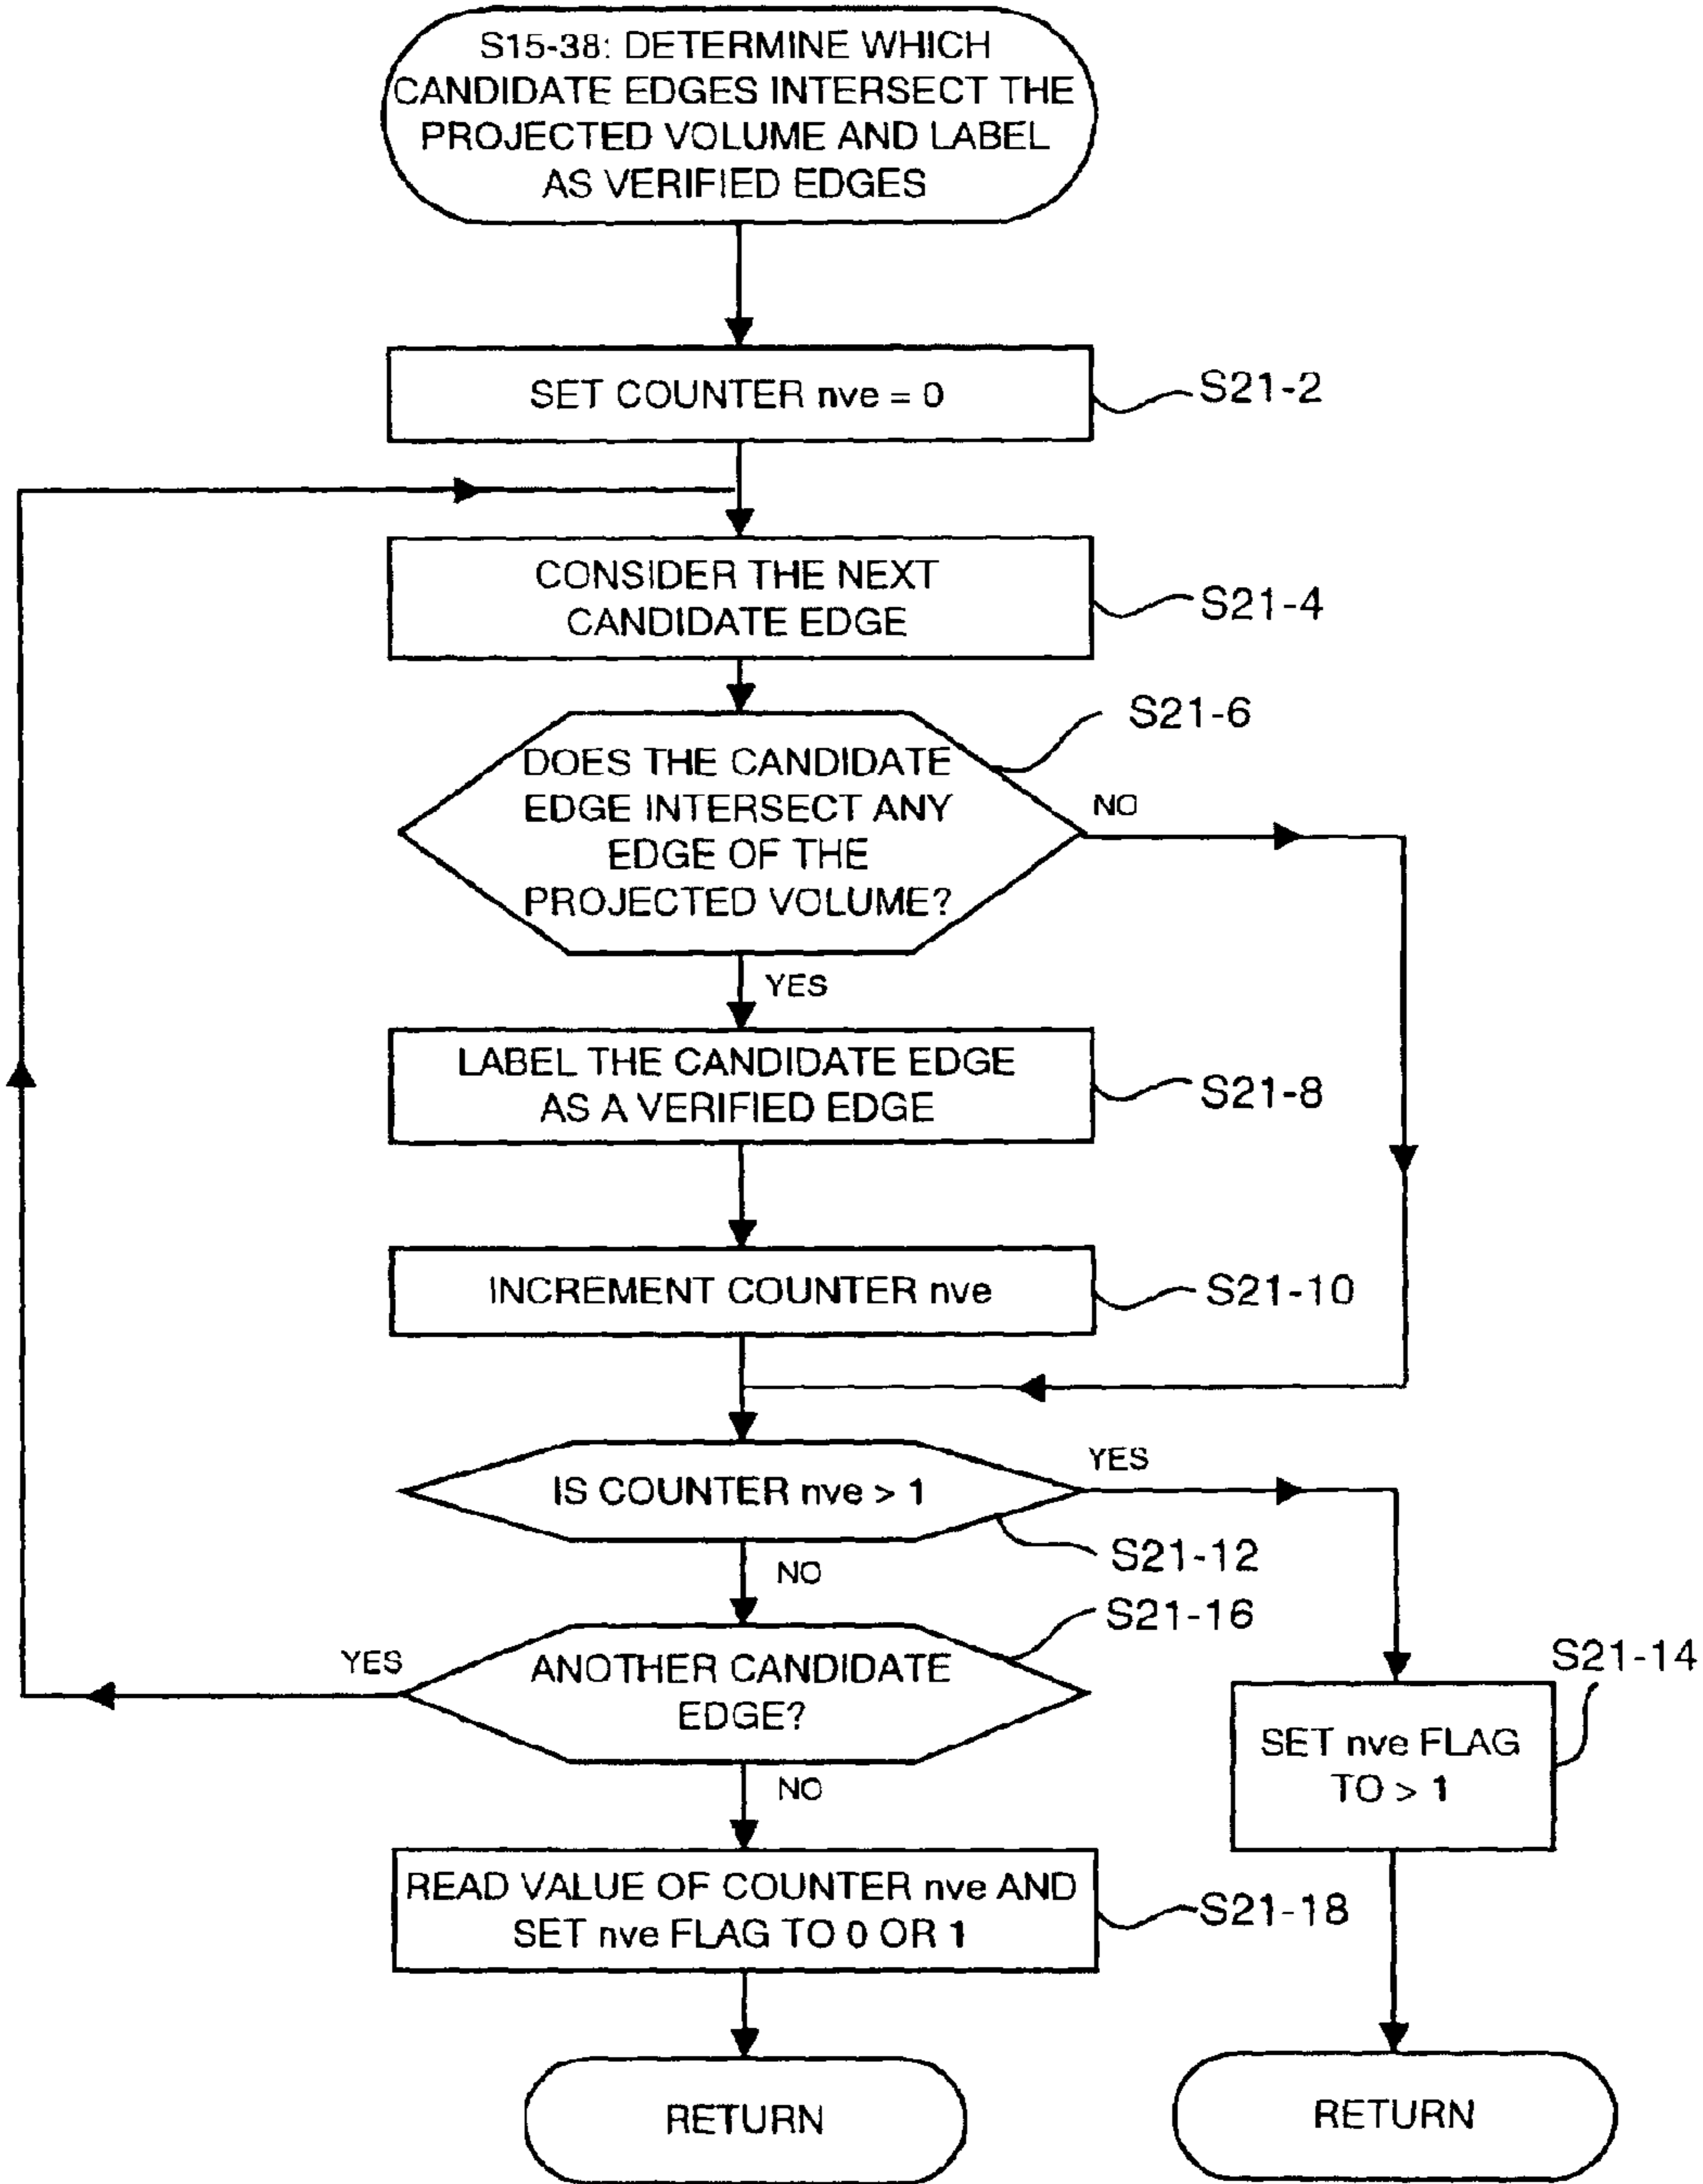 S15-38: DETERMINE WHICH
CANDIDATE EDGES INTERSECT THE
PROJECTED VOLUME AND LABEL
AS VERIFIED EDGES
SET COUNTER nve = 0
S21-2
CONSIDER THE NEXT
CANDIDATE EDGE
S21-4
S21-6
DOES THE CANDIDATE
EDGE INTERSECT ANY
EDGE OF THE
PROJECTED VOLUME?
NO
YES
LABEL THE CANDIDATE EDGE
AS A VERIFIED EDGE
S21-8
INCREMENT COUNTER nve
S21-10
IS COUNTER nve > 1
YES
S21-12
NO
S21-16
YES
ANOTHER CANDIDATE
EDGE?
S21-14
SET nve FLAG
TO > 1
NO
READ VALUE OF COUNTER nve AND
SET nve FLAG TO 0 OR 1
S21-18
RETURN
RETURN